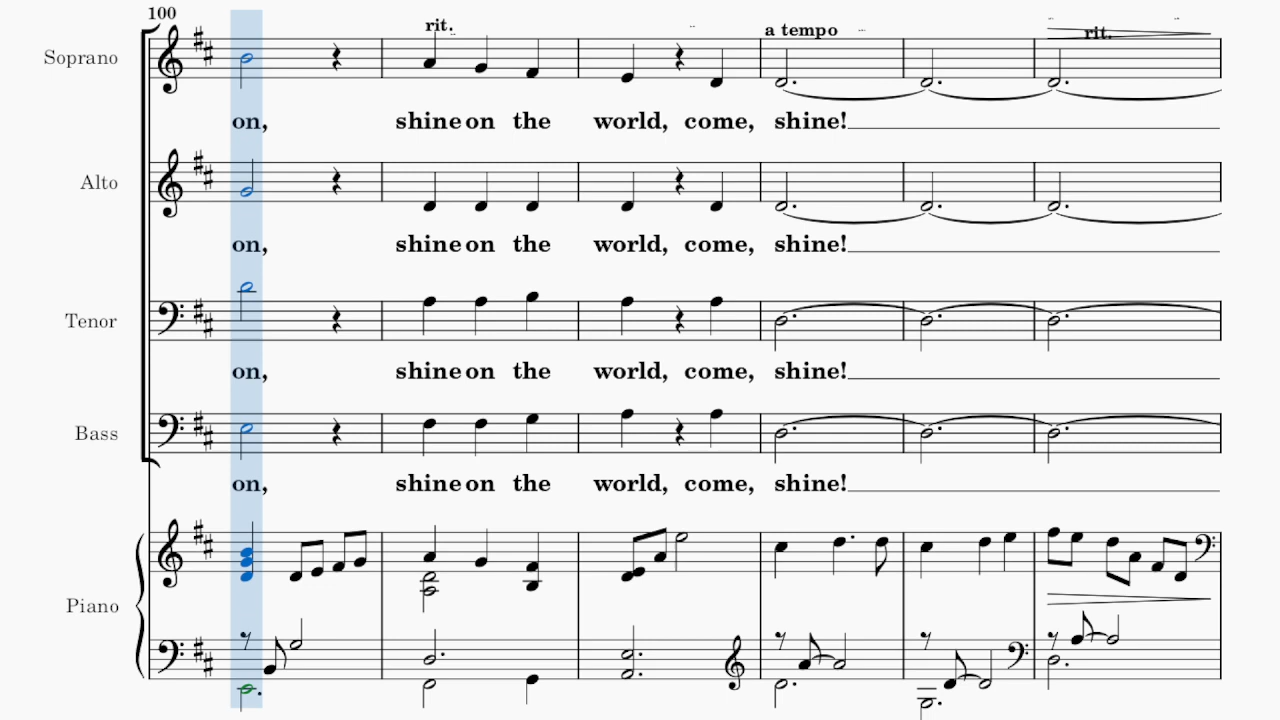 100
rit.
a tempo
rit.
Soprano
on, shine on the world, come, shine!
Alto
on, shine on the world, come, shine!
Tenor
on, shine on the world, come, shine!
Bass
on, shine on the world, come, shine!
Piano